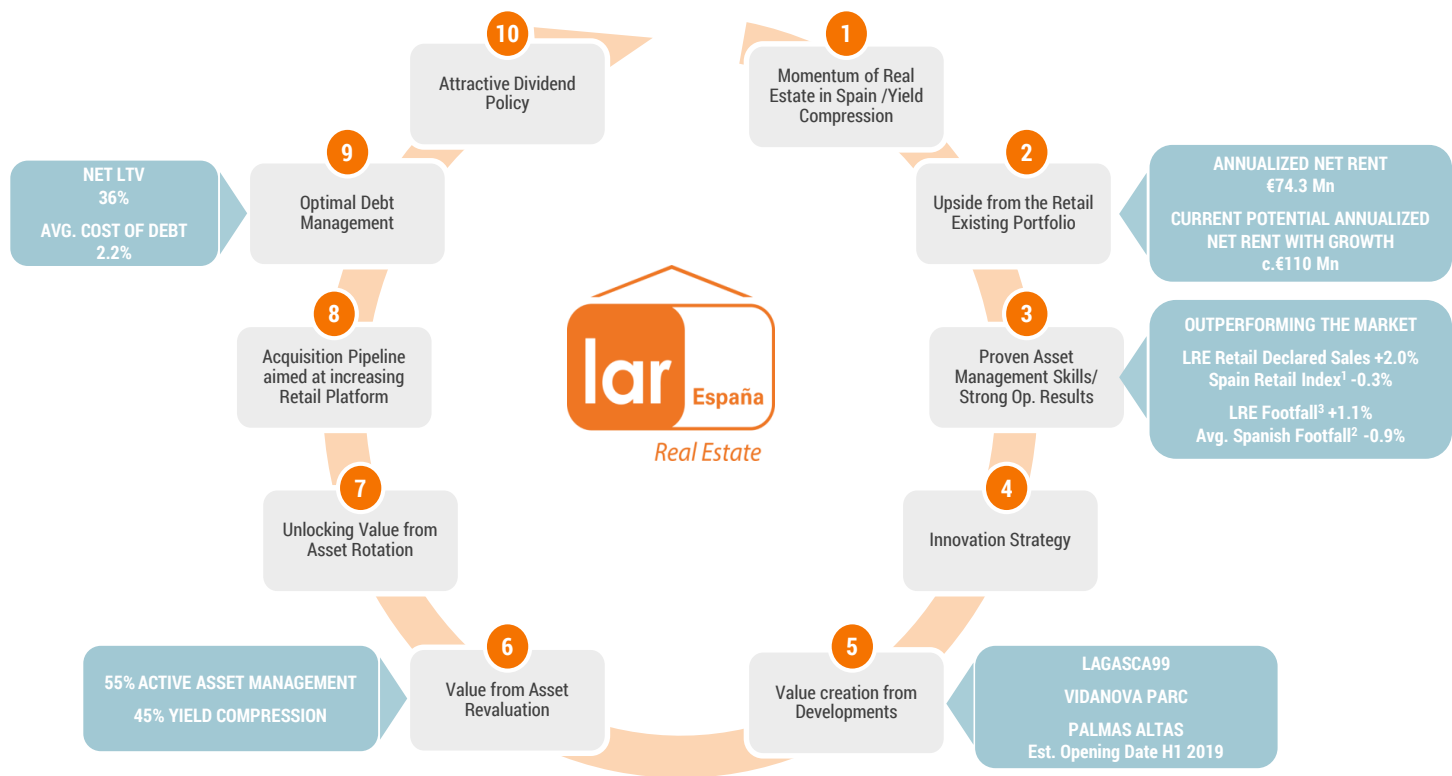 10
Attractive Dividend
Policy
1
Momentum of Real
Estate in Spain /Yield
Compression
9
Optimal Debt
Management
NET LTV
36%
AVG. COST OF DEBT
2.2%
2
Upside from the Retail
Existing Portfolio
ANNUALIZED NET RENT
€74.3 Mn
CURRENT POTENTIAL ANNUALIZED
NET RENT WITH GROWTH
c.€110 Mn
8
Acquisition Pipeline
aimed at increasing
Retail Platform
lar
España
Real Estate
3
Proven Asset
Management Skills/
Strong Op. Results
OUTPERFORMING THE MARKET
LRE Retail Declared Sales +2.0%
Spain Retail Index¹ -0.3%
LRE Footfall³ +1.1%
Avg. Spanish Footfall² -0.9%
7
Unlocking Value from
Asset Rotation
4
Innovation Strategy
6
Value from Asset
Revaluation
55% ACTIVE ASSET MANAGEMENT
45% YIELD COMPRESSION
5
Value creation from
Developments
LAGASCA99
VIDANOVA PARC
PALMAS ALTAS
Est. Opening Date H1 2019